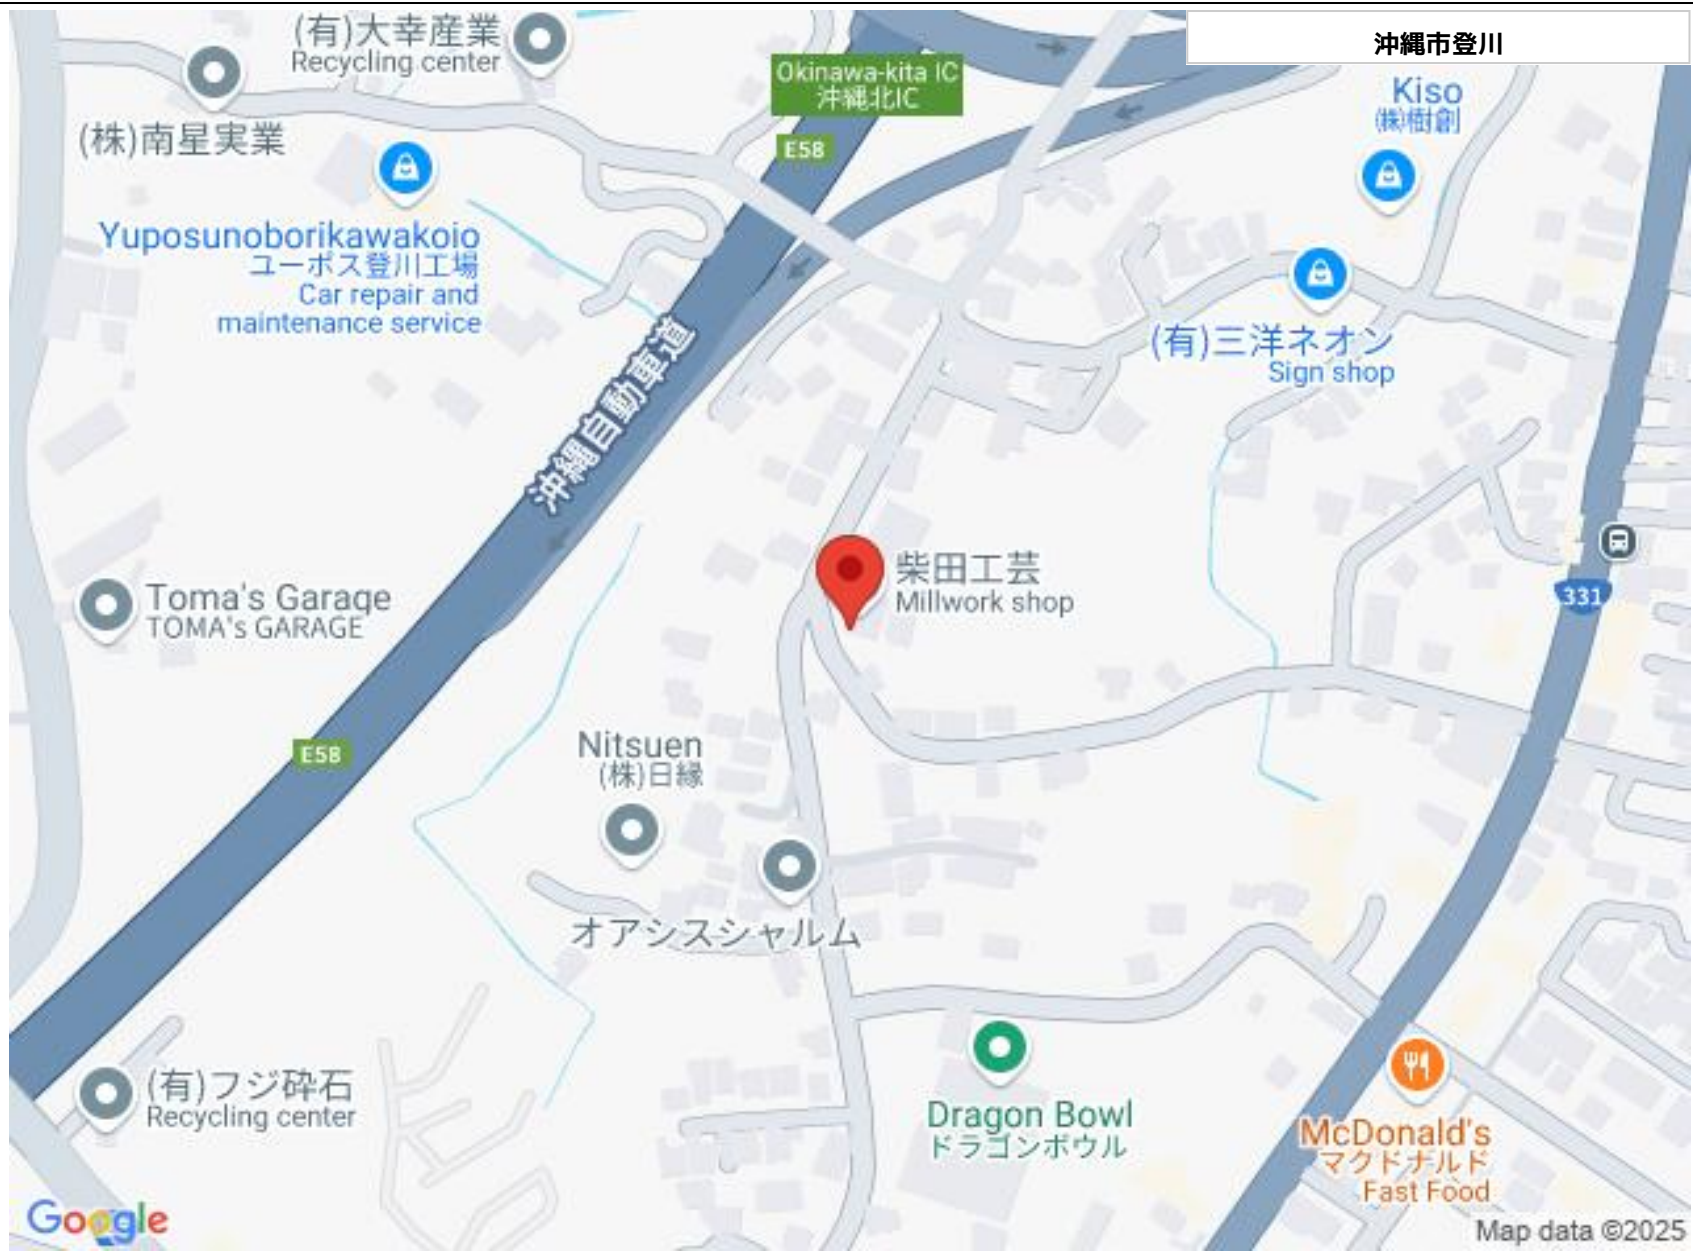 沖縄市登川
(有)大幸産業
Recycling center
(株)南星実業
Okinawa-kita IC
沖縄北IC
E58
Kiso
㈱樹創
Yuposunoborikawakoio
ユーポス登川工場
Car repair and
maintenance service
(有)三洋ネオン
Sign shop
沖縄自動車道
柴田工芸
Millwork shop
331
Toma's Garage
TOMA's GARAGE
E58
Nitsuen
(株)日縁
オアシスシャルム
(有)フジ砕石
Recycling center
Dragon Bowl
ドラゴンボウル
McDonald's
マクドナルド
Fast Food
Google
Map data ©2025